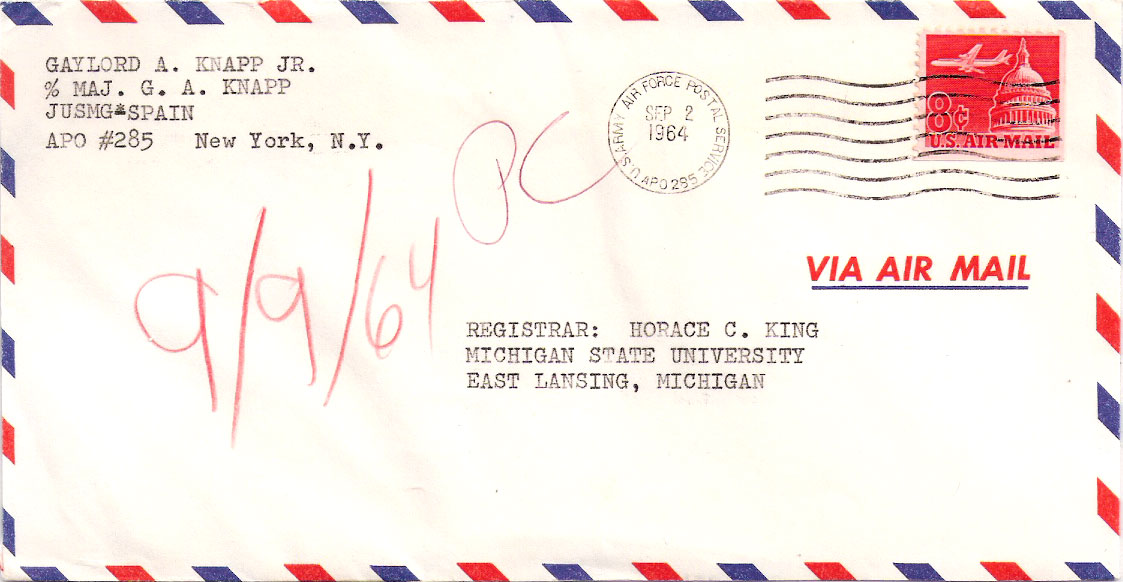 GAYLORD A. KNAPP JR.
% MAJ. G. A. KNAPP
JUSMG*SPAIN
APO #285 New York, N.Y.
U.S. ARMY AIR FORCE POSTAL SERVICE
SEP 2
1964
APO 285
8¢
U.S. AIR MAIL
PC
9/9/64
VIA AIR MAIL
REGISTRAR: HORACE C. KING
MICHIGAN STATE UNIVERSITY
EAST LANSING, MICHIGAN